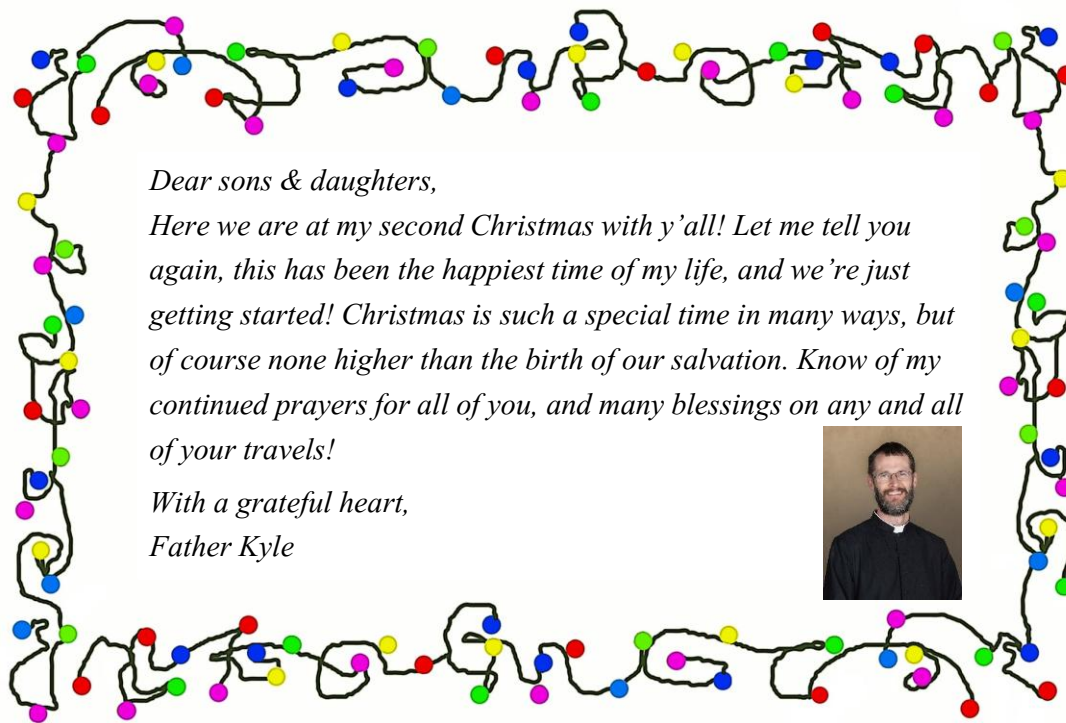 Dear sons & daughters,
Here we are at my second Christmas with y’all! Let me tell you
again, this has been the happiest time of my life, and we’re just
getting started! Christmas is such a special time in many ways, but
of course none higher than the birth of our salvation. Know of my
continued prayers for all of you, and many blessings on any and all
of your travels!
With a grateful heart,
Father Kyle